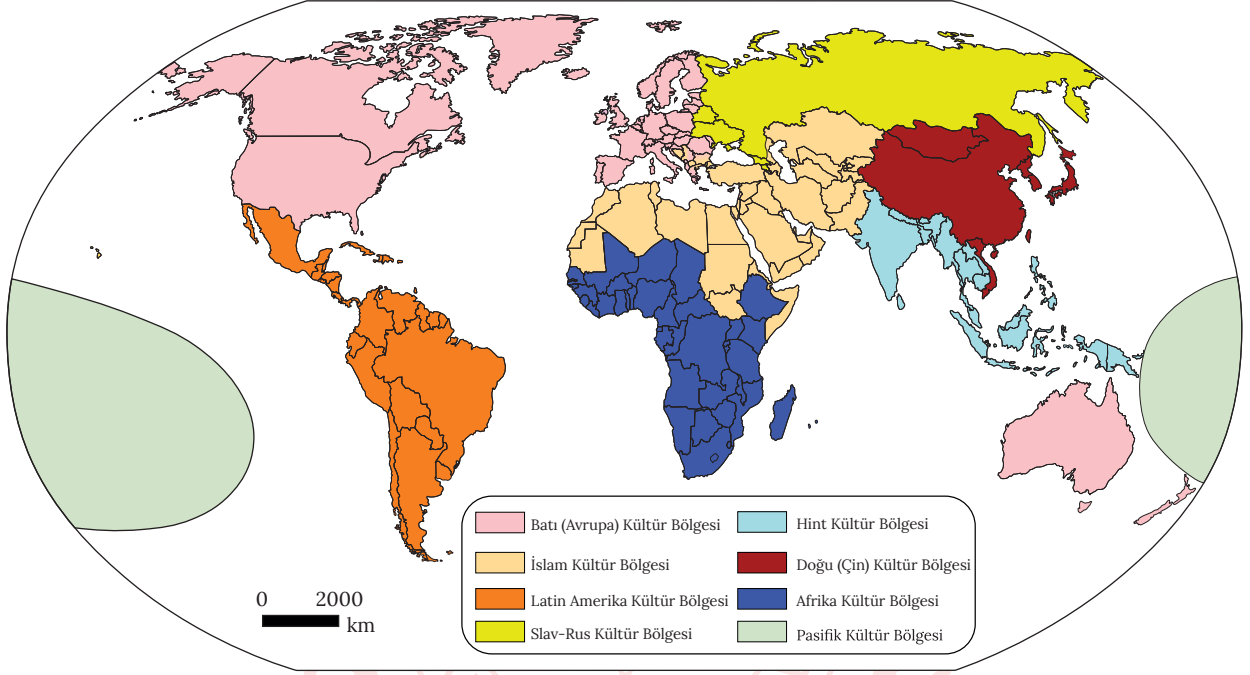 Batı (Avrupa) Kültür Bölgesi
İslam Kültür Bölgesi
Latin Amerika Kültür Bölgesi
Slav-Rus Kültür Bölgesi
Hint Kültür Bölgesi
Doğu (Çin) Kültür Bölgesi
Afrika Kültür Bölgesi
Pasifik Kültür Bölgesi
0 2000
km